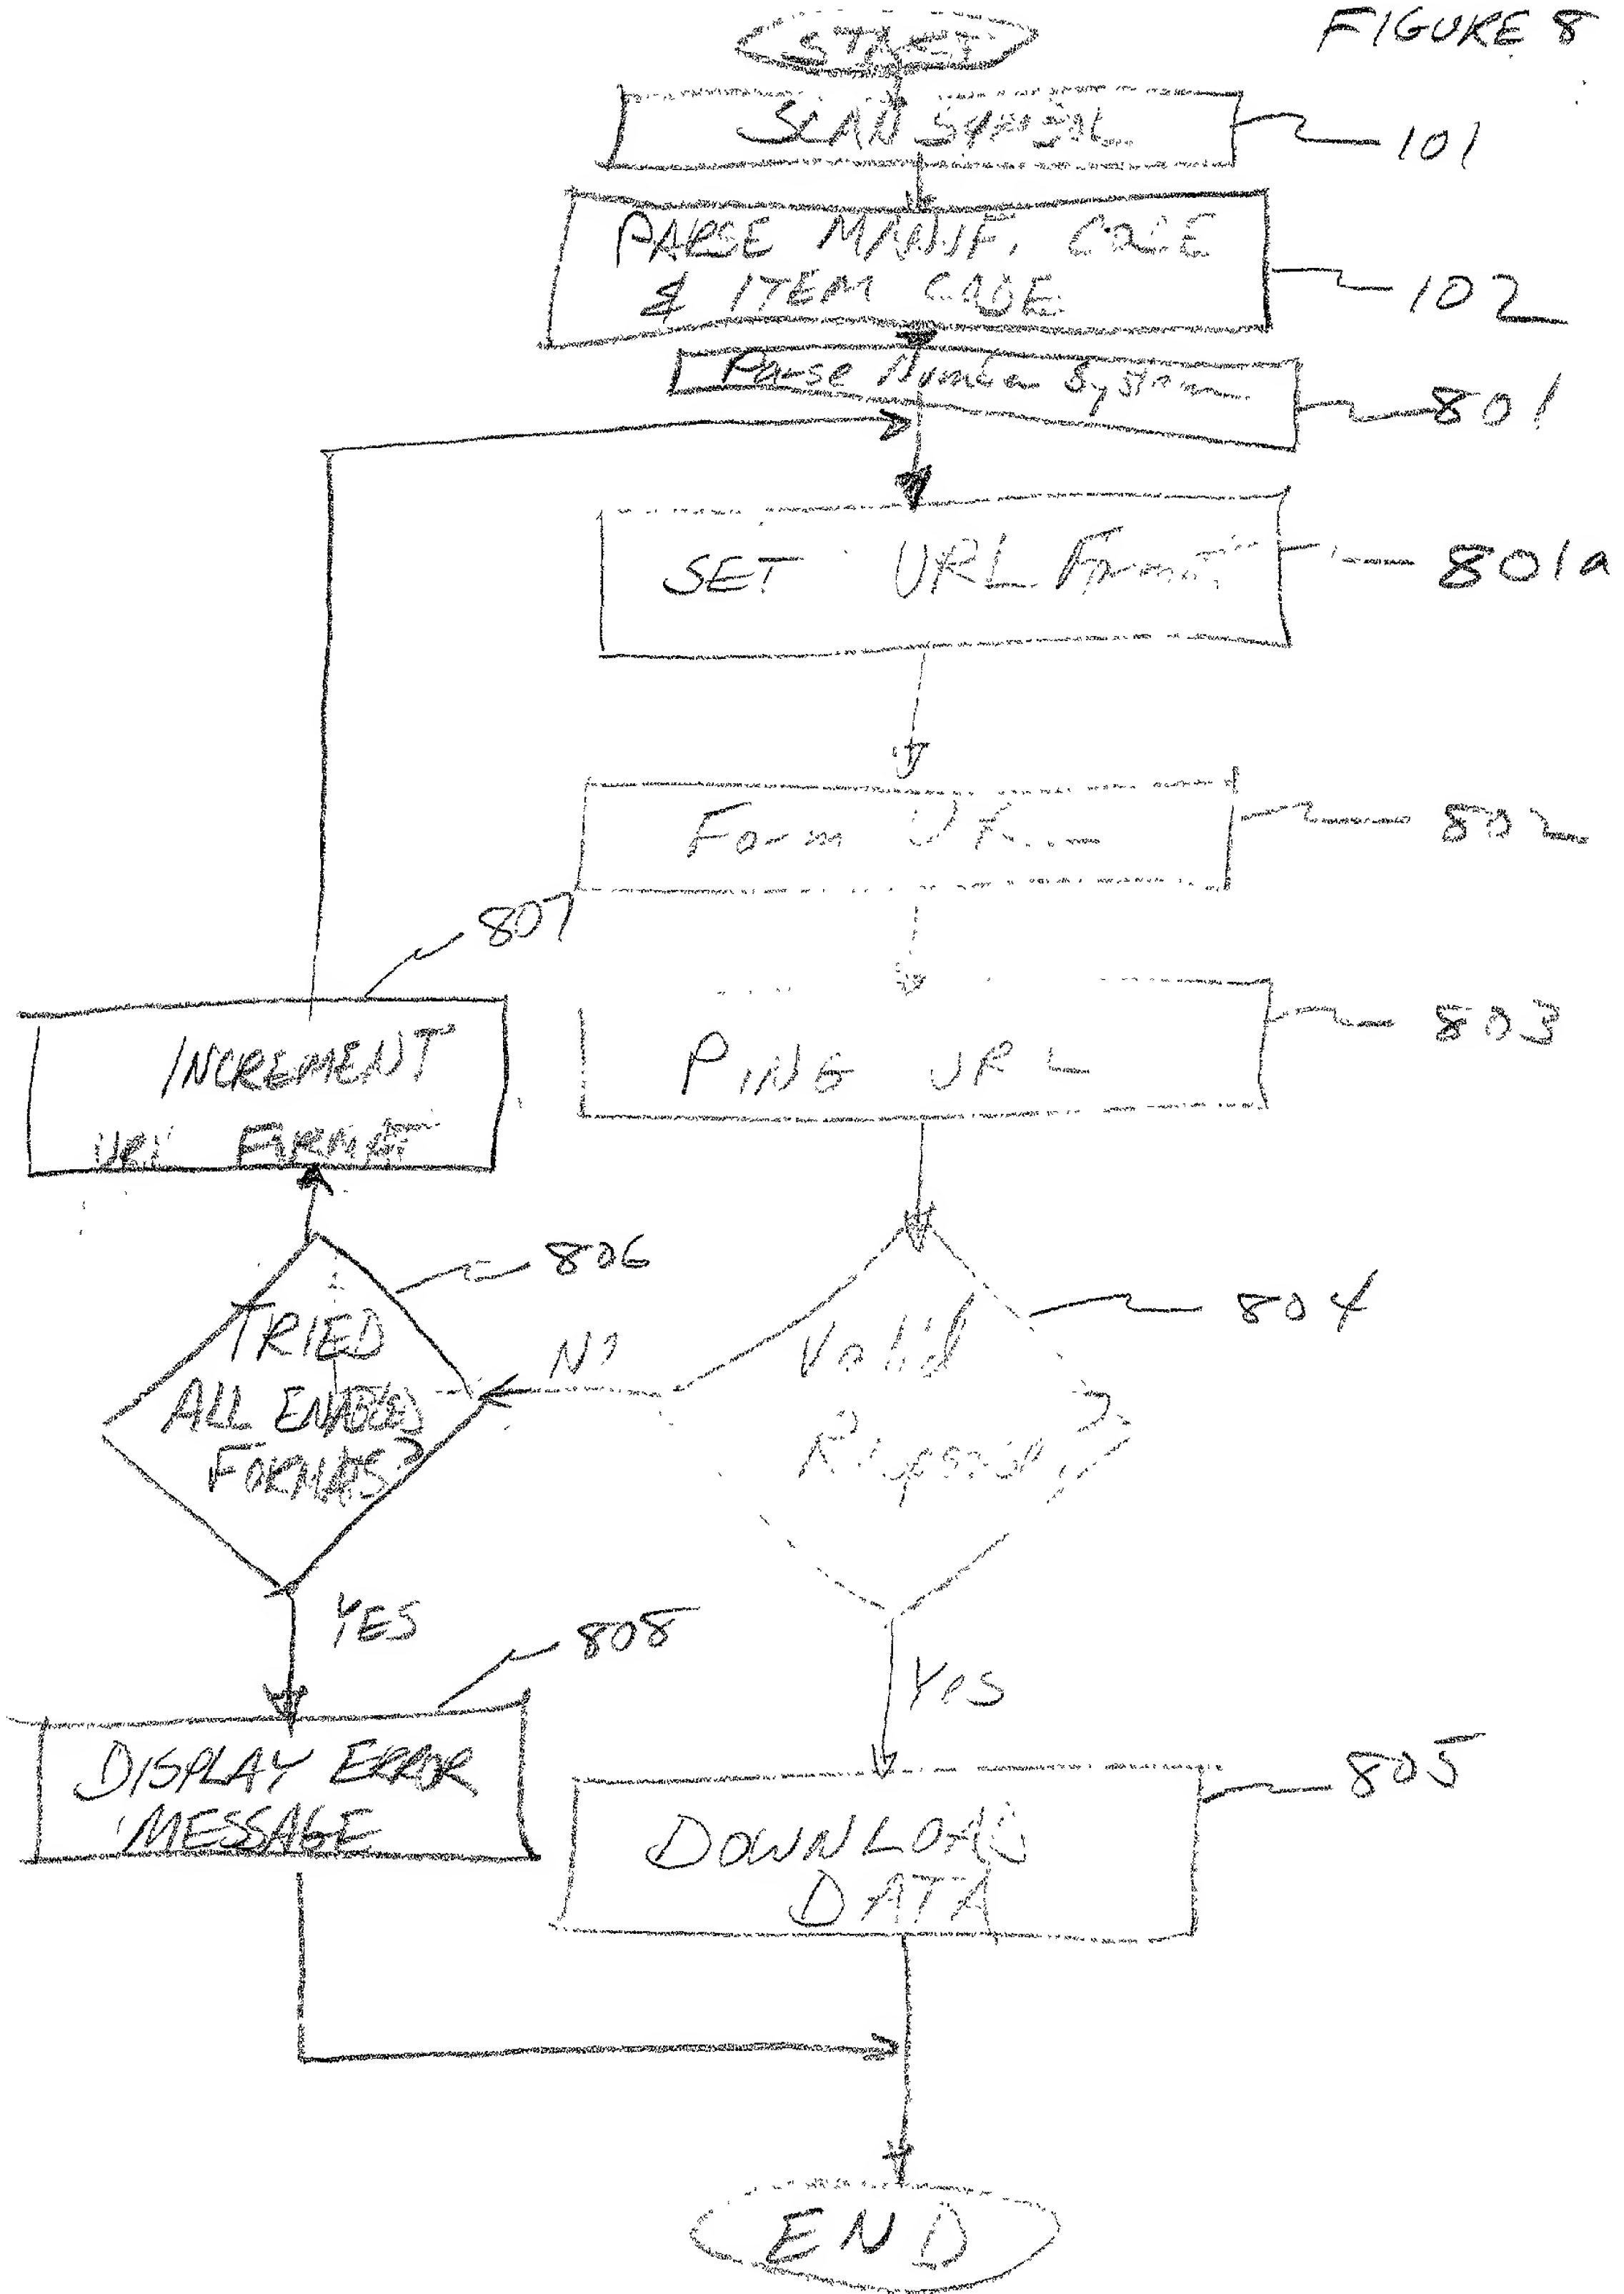 FIGURE 8
START
SCAN SYMBOL
101
PARSE MANUF. CODE
& ITEM CODE
102
Parse Number System
801
SET URL Format
801a
Form
802
807
INCREMENT
URL FORMAT
PING URL
803
806
TRIED
ALL ENABLED
FORMATS?
NO
Valid
Response?
804
YES
808
Yes
DISPLAY ERROR
MESSAGE
DOWNLOAD
DATA
805
END